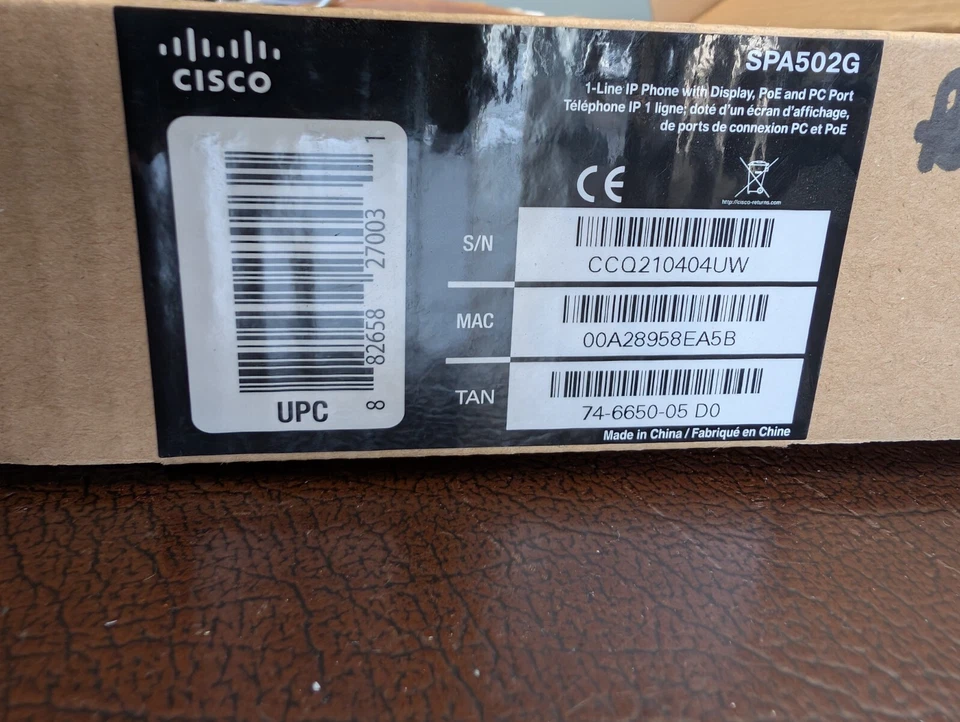 CISCO
SPA502G
1-Line IP Phone with Display, PoE and PC Port
Téléphone IP 1 ligne; doté d'un écran d'affichage,
de ports de connexion PC et PoE
CE
http://cisco-returns.com
8 82658 27003 1
UPC
S/N
CCQ210404UW
MAC
00A28958EA5B
TAN
74-6650-05 D0
Made in China / Fabriqué en Chine